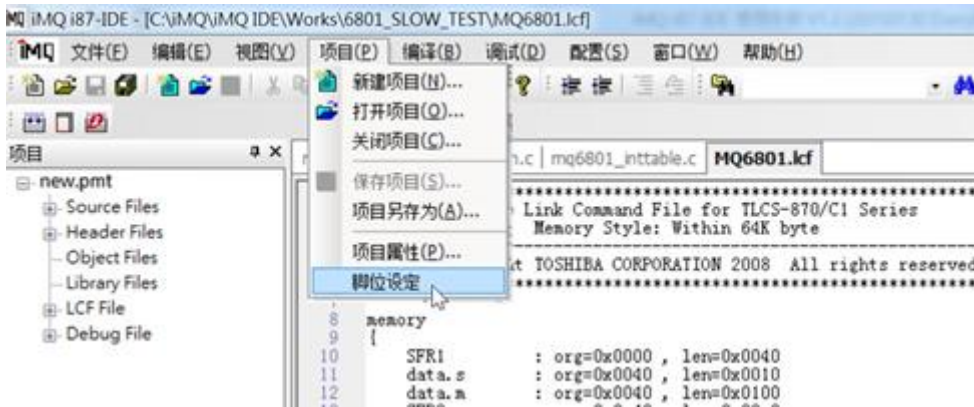 iMQ i87-IDE - [C:\iMQ\iMQ IDE\Works\6801_SLOW_TEST\MQ6801.lcf]
iMQ 文件(F) 编辑(E) 视图(V) 项目(P) 编译(B) 调试(D) 配置(S) 窗口(W) 帮助(H)
新建项目(N)...
打开项目(O)...
关闭项目(C)...
保存项目(S)...
项目另存为(A)...
项目属性(P)...
脚位设定
项目
new.pmt
Source Files
Header Files
Object Files
Library Files
LCF File
Debug File
mq6801_inttable.c MQ6801.lcf
Link Command File for TLCS-870/C1 Series
Memory Style: Within 64K byte
TOSHIBA CORPORATION 2008 All rights reserved
8 memory
9 {
10 SFR1 : org=0x0000 , len=0x0040
11 data.s : org=0x0040 , len=0x0010
12 data.m : org=0x0040 , len=0x0100